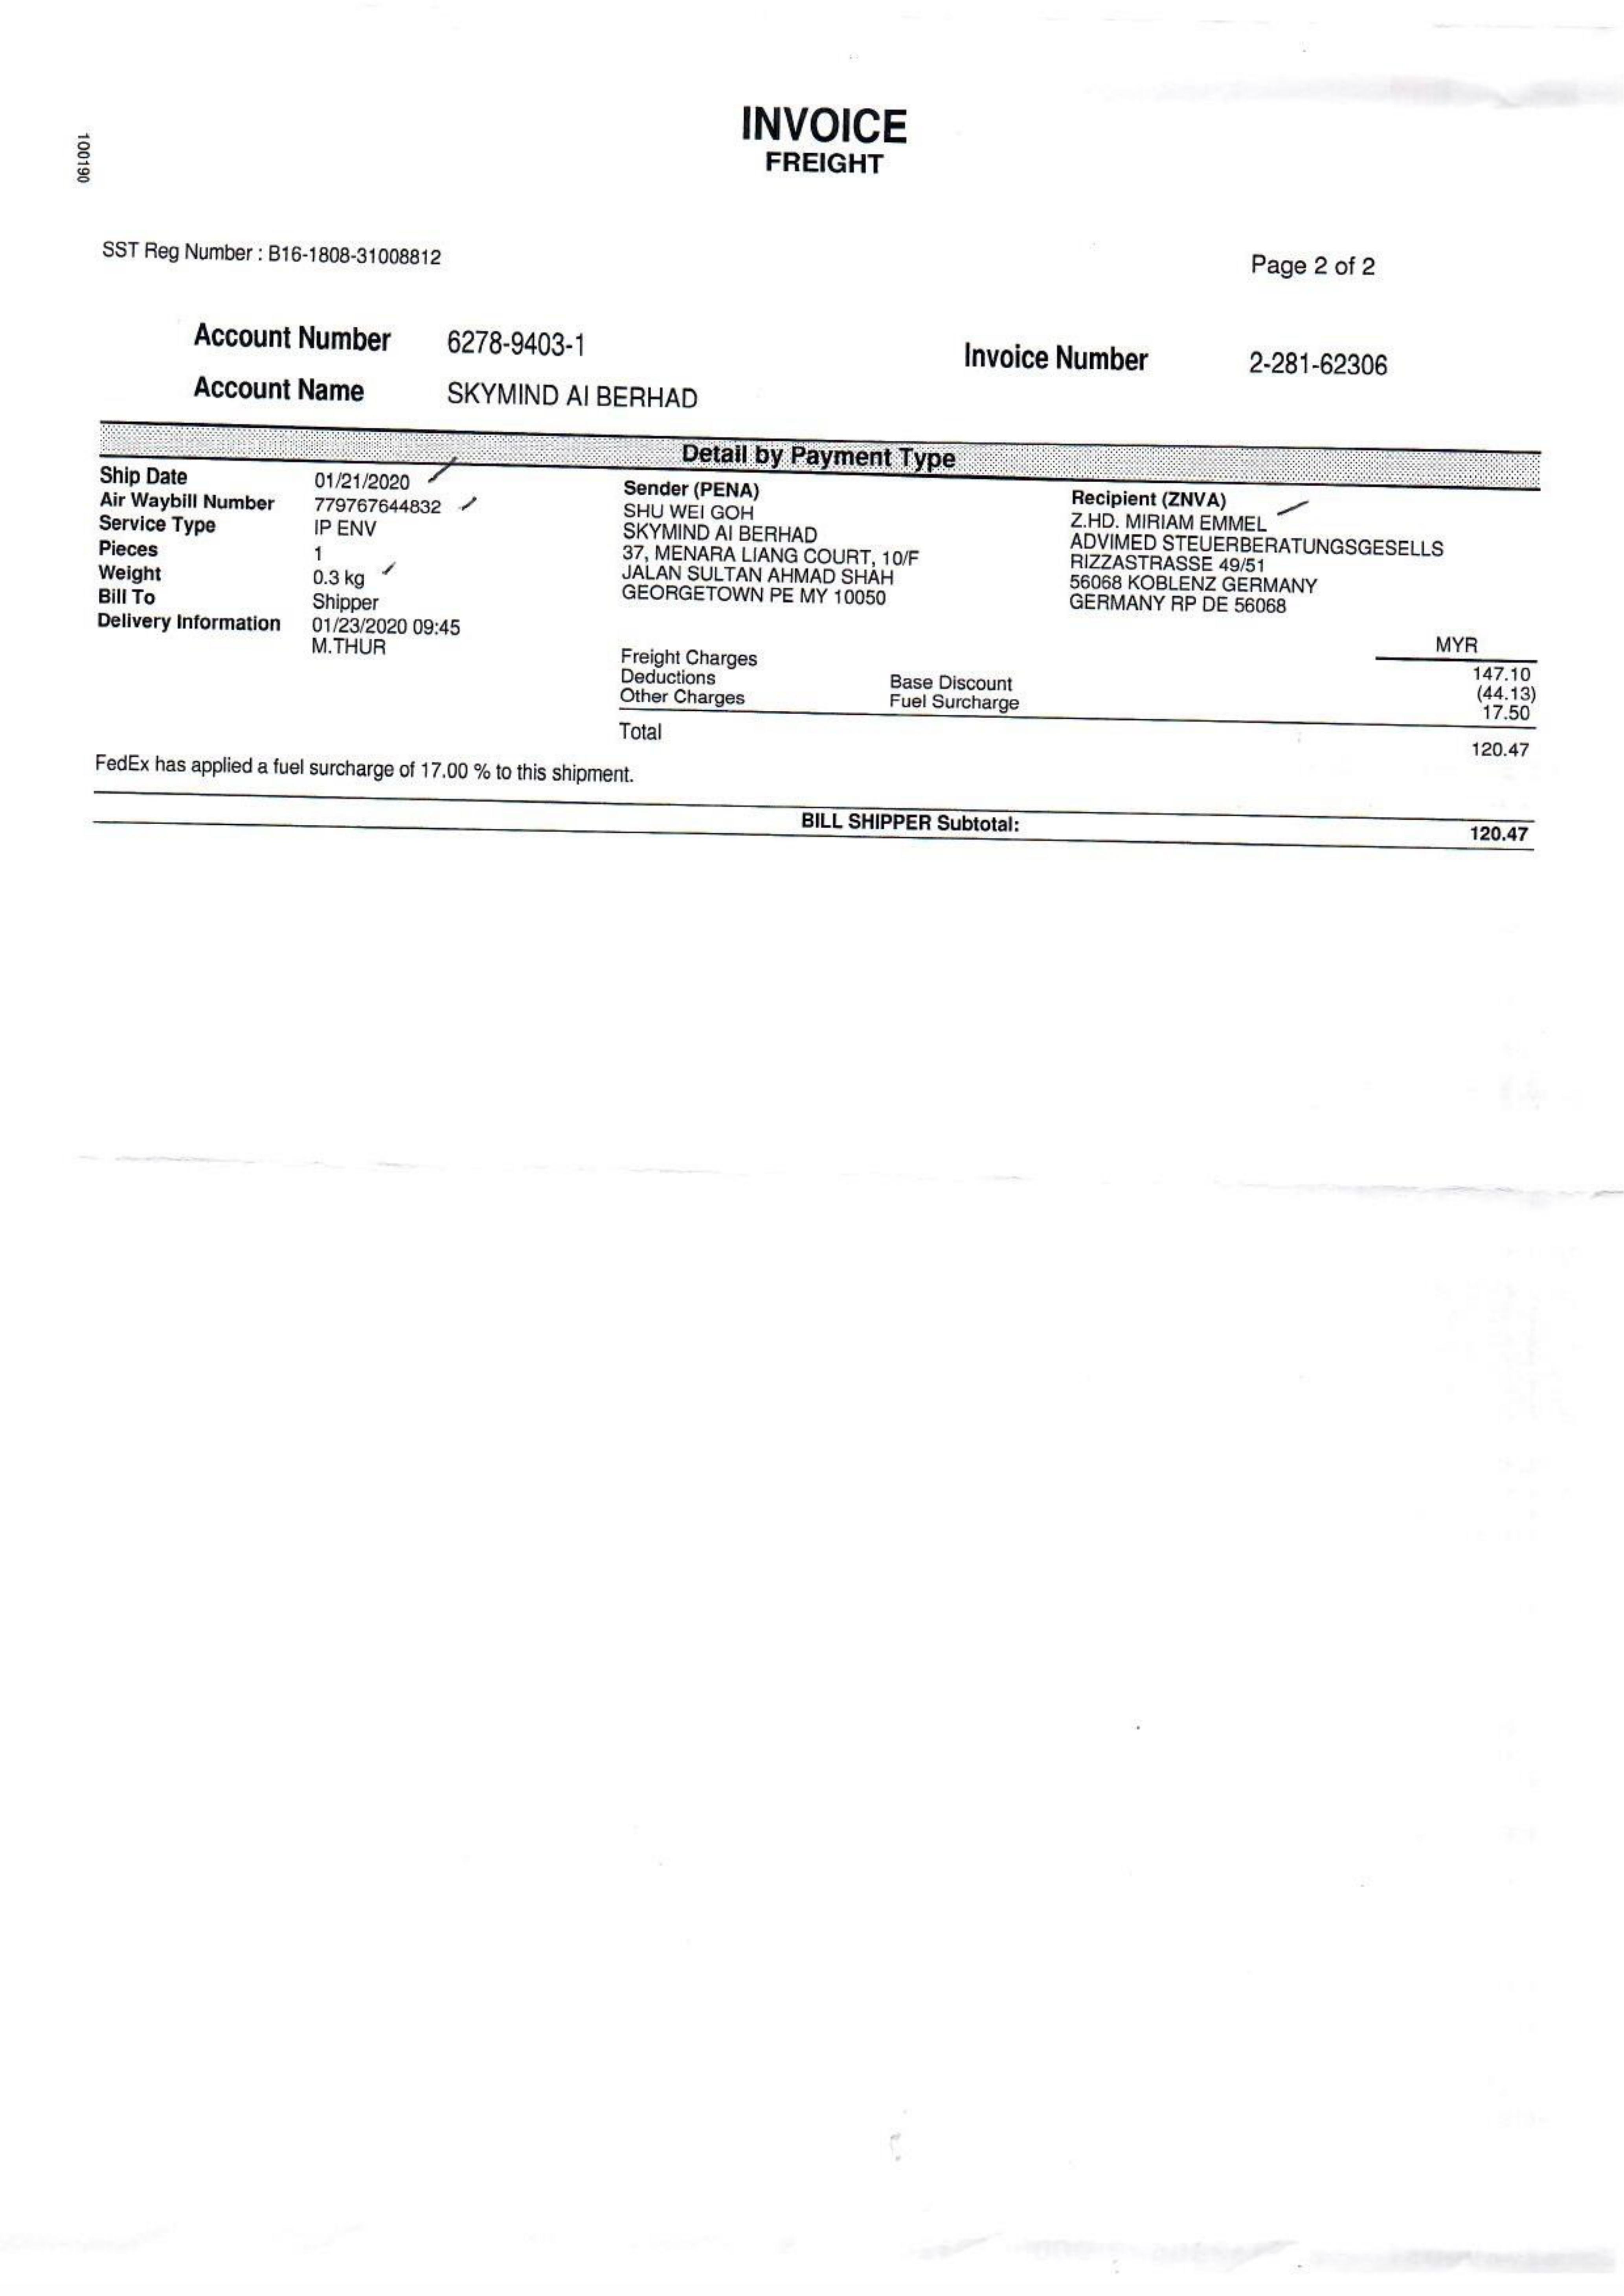 INVOICE
FREIGHT
100190
SST Reg Number : B16-1808-31008812
Page 2 of 2
Account Number 6278-9403-1
Invoice Number 2-281-62306
Account Name SKYMIND AI BERHAD
Detail by Payment Type
Ship Date 01/21/2020
Air Waybill Number 779767644832
Service Type IP ENV
Pieces 1
Weight 0.3 kg
Bill To Shipper
Delivery Information 01/23/2020 09:45
M.THUR
Sender (PENA)
SHU WEI GOH
SKYMIND AI BERHAD
37, MENARA LIANG COURT, 10/F
JALAN SULTAN AHMAD SHAH
GEORGETOWN PE MY 10050
Recipient (ZNVA)
Z.HD. MIRIAM EMMEL
ADVIMED STEUERBERATUNGSGESELLS
RIZZASTRASSE 49/51
56068 KOBLENZ GERMANY
GERMANY RP DE 56068
MYR
Freight Charges 147.10
Deductions Base Discount (44.13)
Other Charges Fuel Surcharge 17.50
Total 120.47
FedEx has applied a fuel surcharge of 17.00 % to this shipment.
BILL SHIPPER Subtotal: 120.47